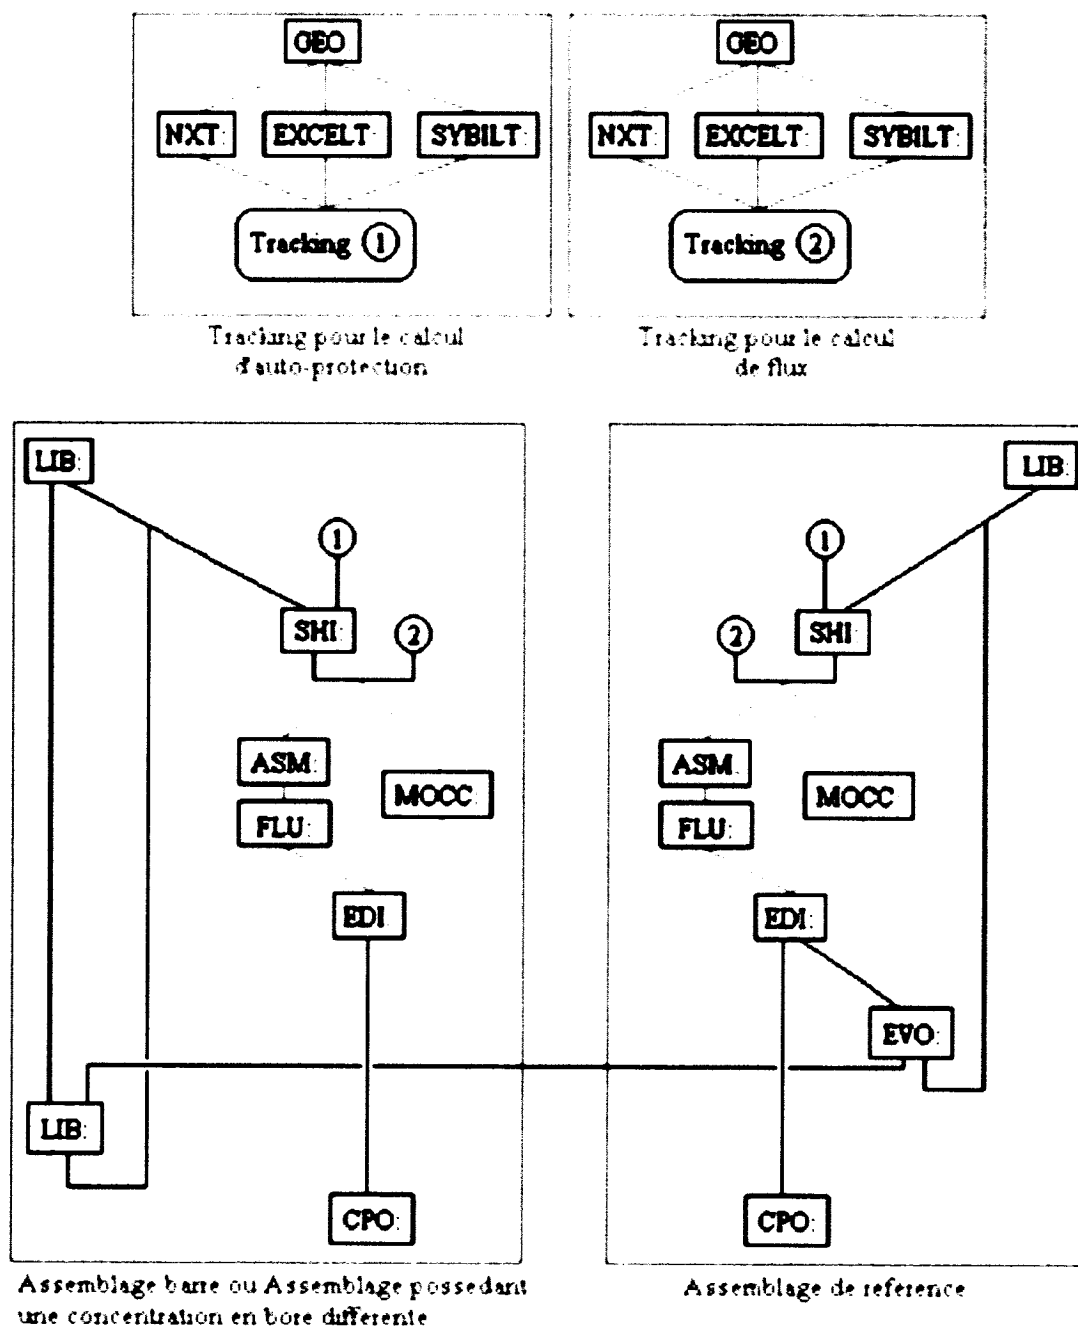 GEO
GEO
NXT: EXCELT: SYBILT:
NXT: EXCELT: SYBILT:
Tracking 1
Tracking 2
Tracking pour le calcul
d'auto-protection
Tracking pour le calcul
de flux
LIB:
1
SHI:
2
ASM:
MOCC:
FLU:
EDI:
LIB:
CPO:
Assemblage barre ou Assemblage possedant
une concentration en bore differente
LIB:
1
2
SHI:
ASM:
MOCC:
FLU:
EDI:
EVO:
CPO:
Assemblage de reference